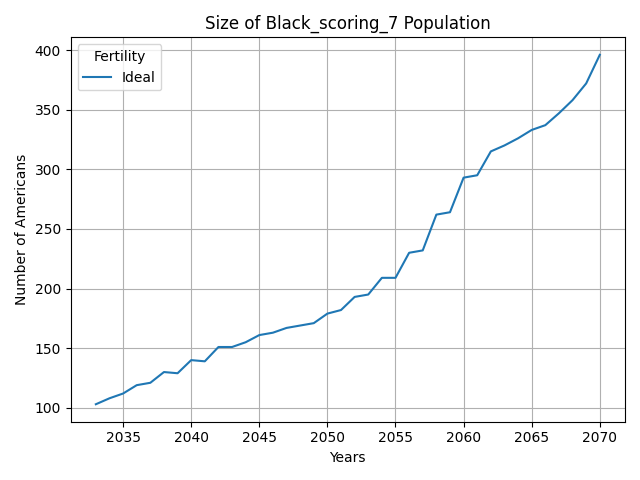 Size of Black_scoring_7 Population
Fertility
Ideal
Number of Americans
400
350
300
250
200
150
100
2035 2040 2045 2050 2055 2060 2065 2070
Years